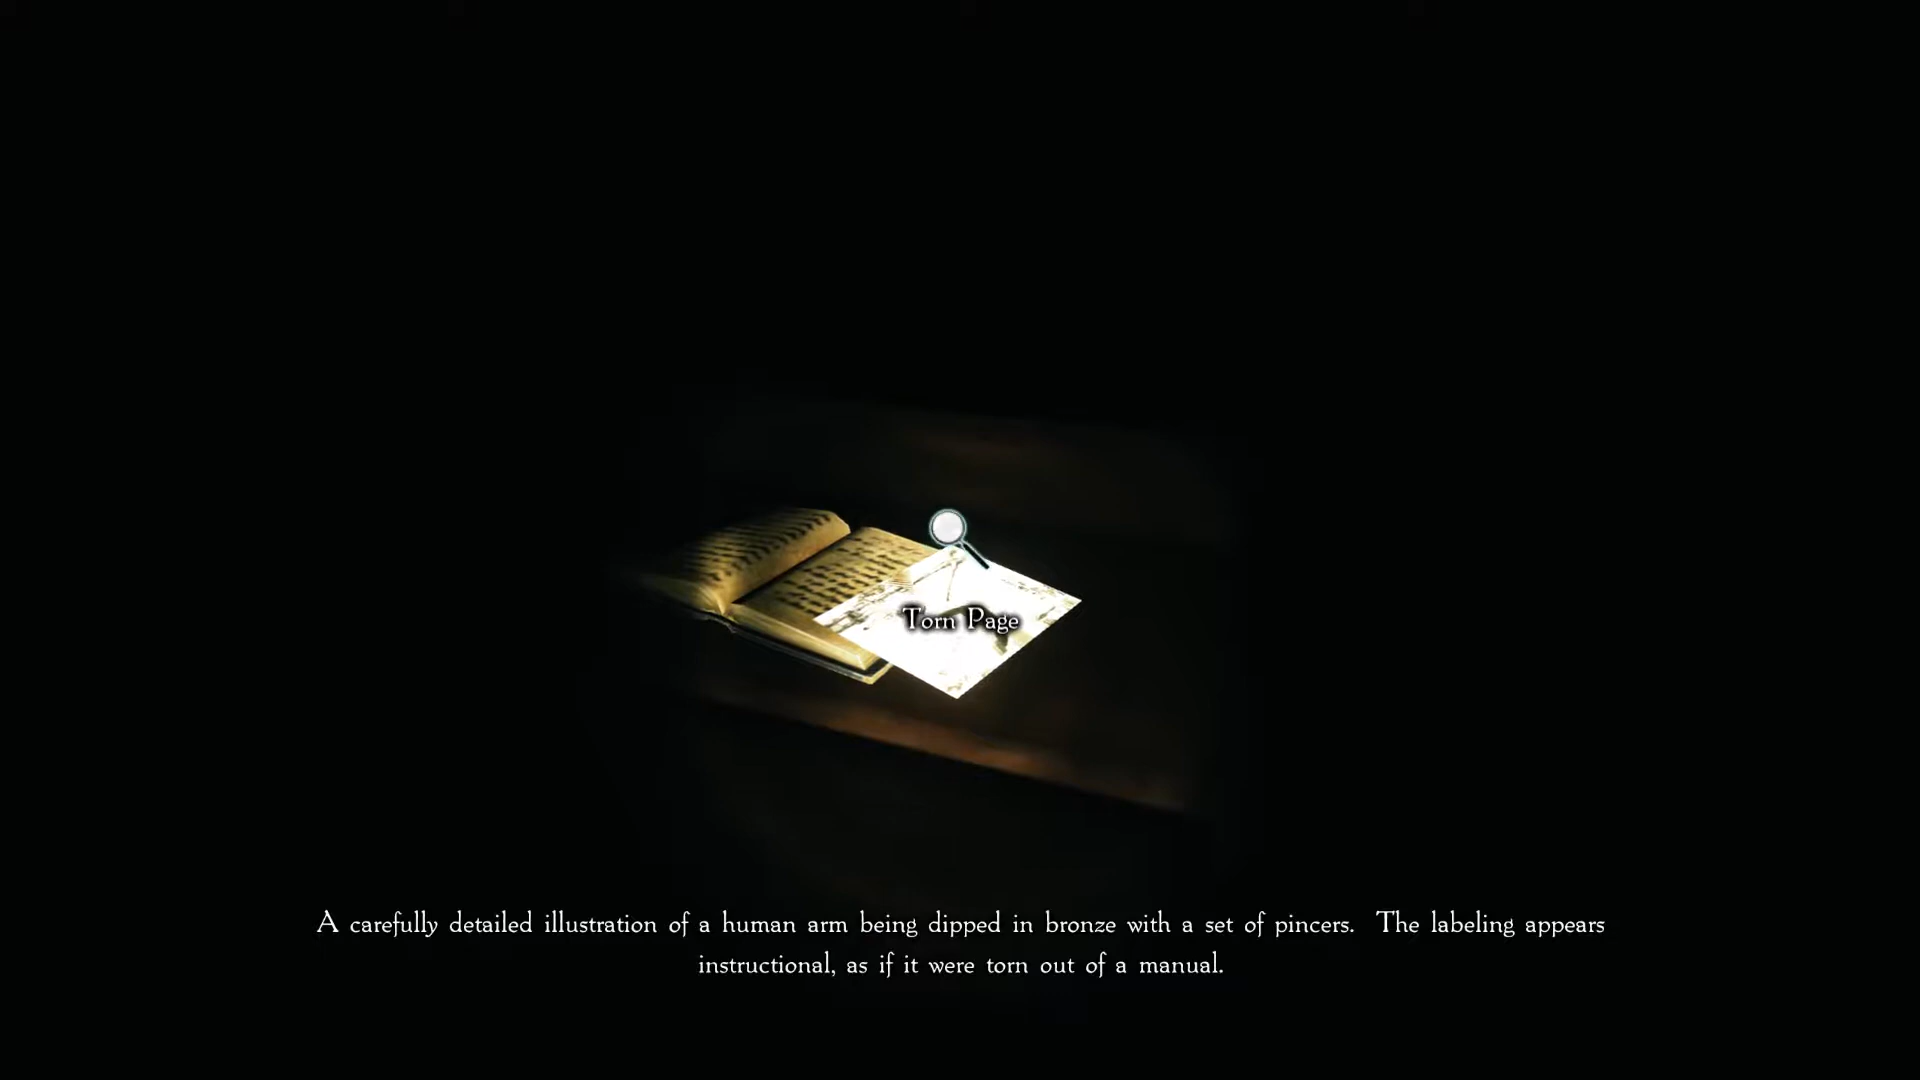 Torn Page
A carefully detailed illustration of a human arm being dipped in bronze with a set of pincers.  The labeling appears
instructional, as if it were torn out of a manual.